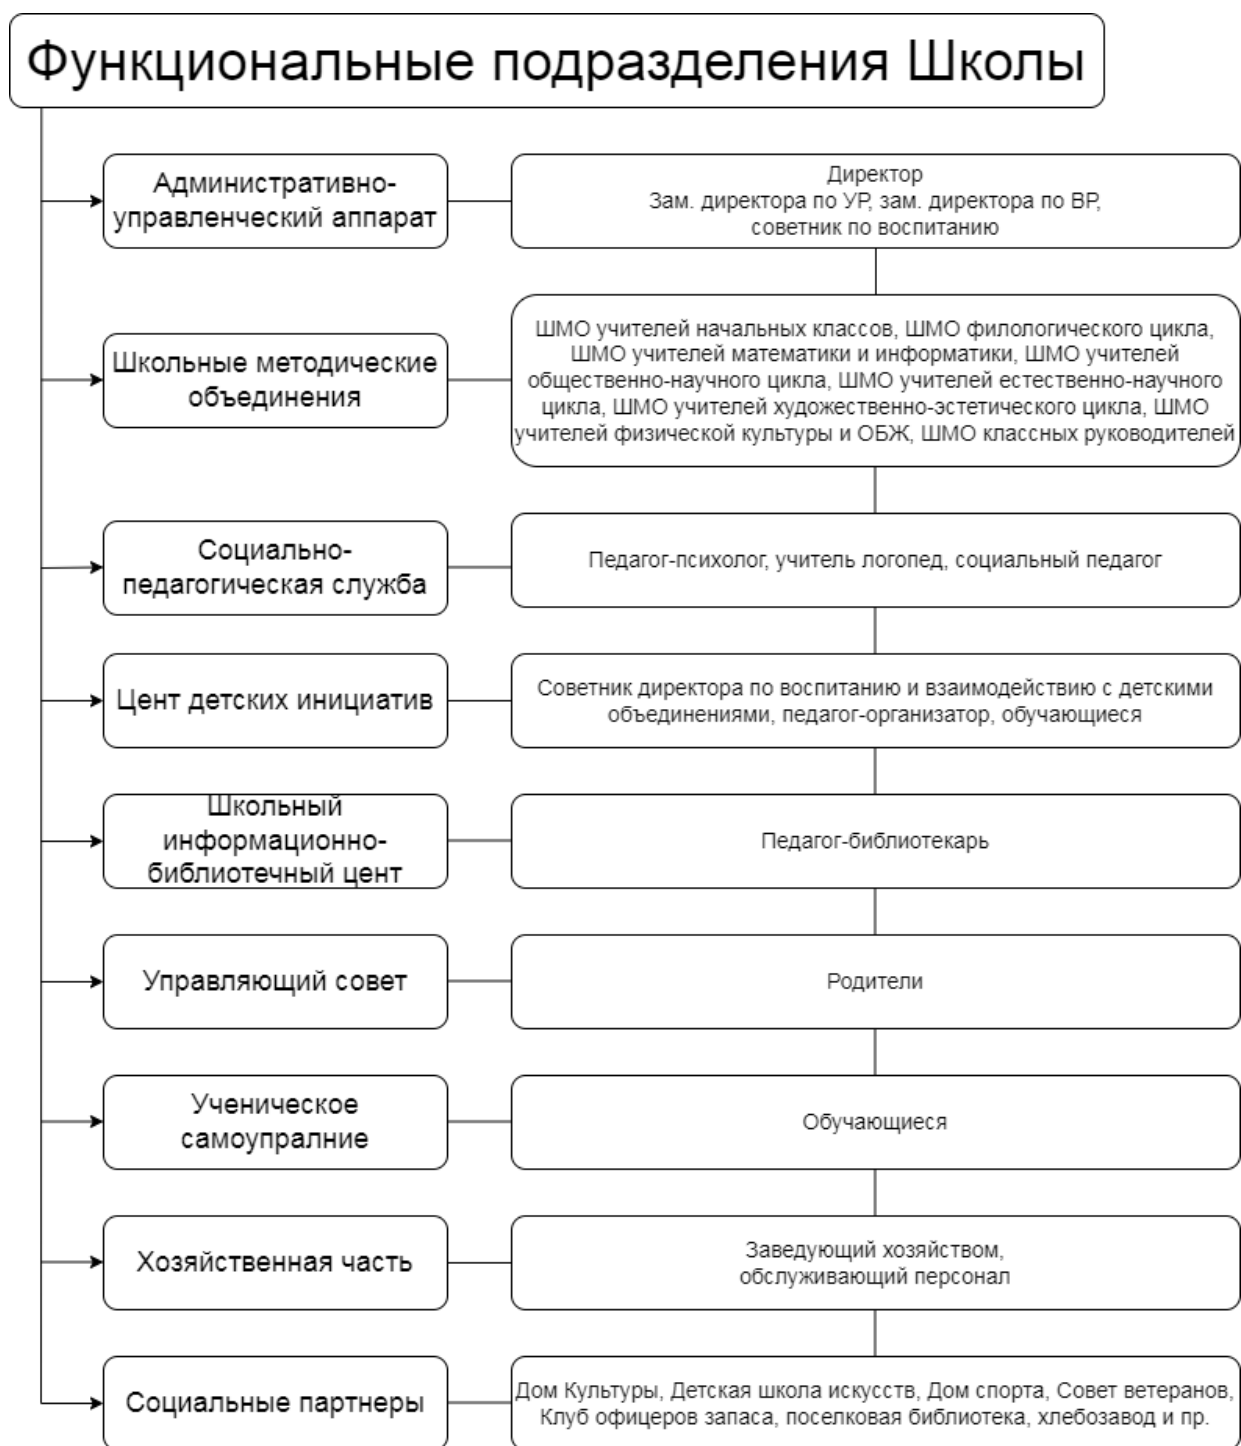 Функциональные подразделения Школы
Административно-
управленческий аппарат
Директор
Зам. директора по УР, зам. директора по ВР,
советник по воспитанию
Школьные методические
объединения
ШМО учителей начальных классов, ШМО филологического цикла,
ШМО учителей математики и информатики, ШМО учителей
общественно-научного цикла, ШМО учителей естественно-научного
цикла, ШМО учителей художественно-эстетического цикла, ШМО
учителей физической культуры и ОБЖ, ШМО классных руководителей
Социально-
педагогическая служба
Педагог-психолог, учитель логопед, социальный педагог
Цент детских инициатив
Советник директора по воспитанию и взаимодействию с детскими
объединениями, педагог-организатор, обучающиеся
Школьный
информационно-
библиотечный цент
Педагог-библиотекарь
Управляющий совет
Родители
Ученическое
самоупралние
Обучающиеся
Хозяйственная часть
Заведующий хозяйством,
обслуживающий персонал
Социальные партнеры
Дом Культуры, Детская школа искусств, Дом спорта, Совет ветеранов,
Клуб офицеров запаса, поселковая библиотека, хлебозавод и пр.